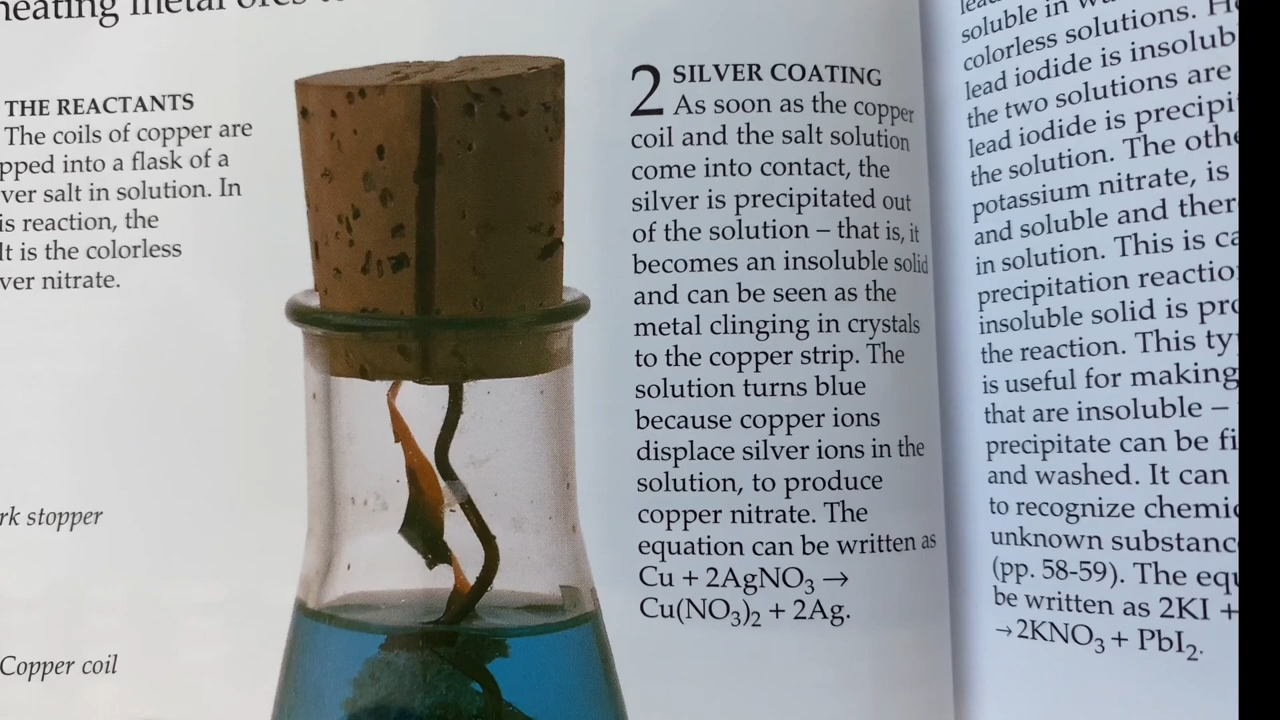 heating metal ores to
THE REACTANTS
The coils of copper are
pped into a flask of a
ver salt in solution. In
is reaction, the
lt is the colorless
ver nitrate.
rk stopper
Copper coil
2 SILVER COATING
As soon as the copper
coil and the salt solution
come into contact, the
silver is precipitated out
of the solution – that is, it
becomes an insoluble solid
and can be seen as the
metal clinging in crystals
to the copper strip. The
solution turns blue
because copper ions
displace silver ions in the
solution, to produce
copper nitrate. The
equation can be written as
Cu + 2AgNO₃ →
Cu(NO₃)₂ + 2Ag.
soluble in
colorless solutions.
lead iodide is insolub
the two solutions are
lead iodide is precipi
the solution. The othe
potassium nitrate, is
and soluble and ther
in solution. This is ca
precipitation reactio
insoluble solid is pro
the reaction. This ty
is useful for making
that are insoluble –
precipitate can be fi
and washed. It can
to recognize chemic
unknown substanc
(pp. 58-59). The equ
be written as 2KI +
→2KNO₃ + PbI₂.